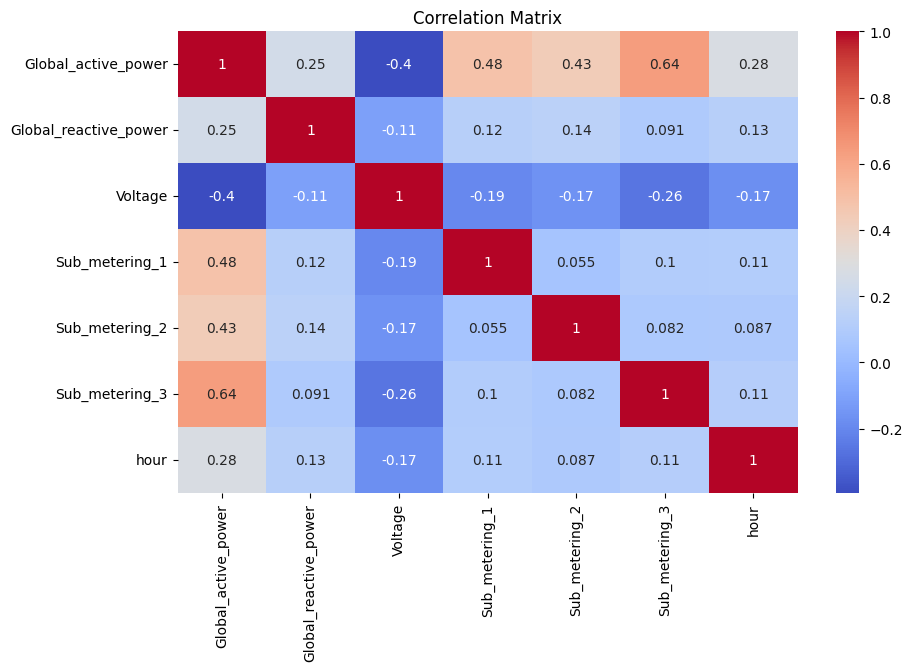 Correlation Matrix
Global_active_power 1 0.25 -0.4 0.48 0.43 0.64 0.28
Global_reactive_power 0.25 1 -0.11 0.12 0.14 0.091 0.13
Voltage -0.4 -0.11 1 -0.19 -0.17 -0.26 -0.17
Sub_metering_1 0.48 0.12 -0.19 1 0.055 0.1 0.11
Sub_metering_2 0.43 0.14 -0.17 0.055 1 0.082 0.087
Sub_metering_3 0.64 0.091 -0.26 0.1 0.082 1 0.11
hour 0.28 0.13 -0.17 0.11 0.087 0.11 1
Global_active_power
Global_reactive_power
Voltage
Sub_metering_1
Sub_metering_2
Sub_metering_3
hour
1.0
0.8
0.6
0.4
0.2
0.0
−0.2